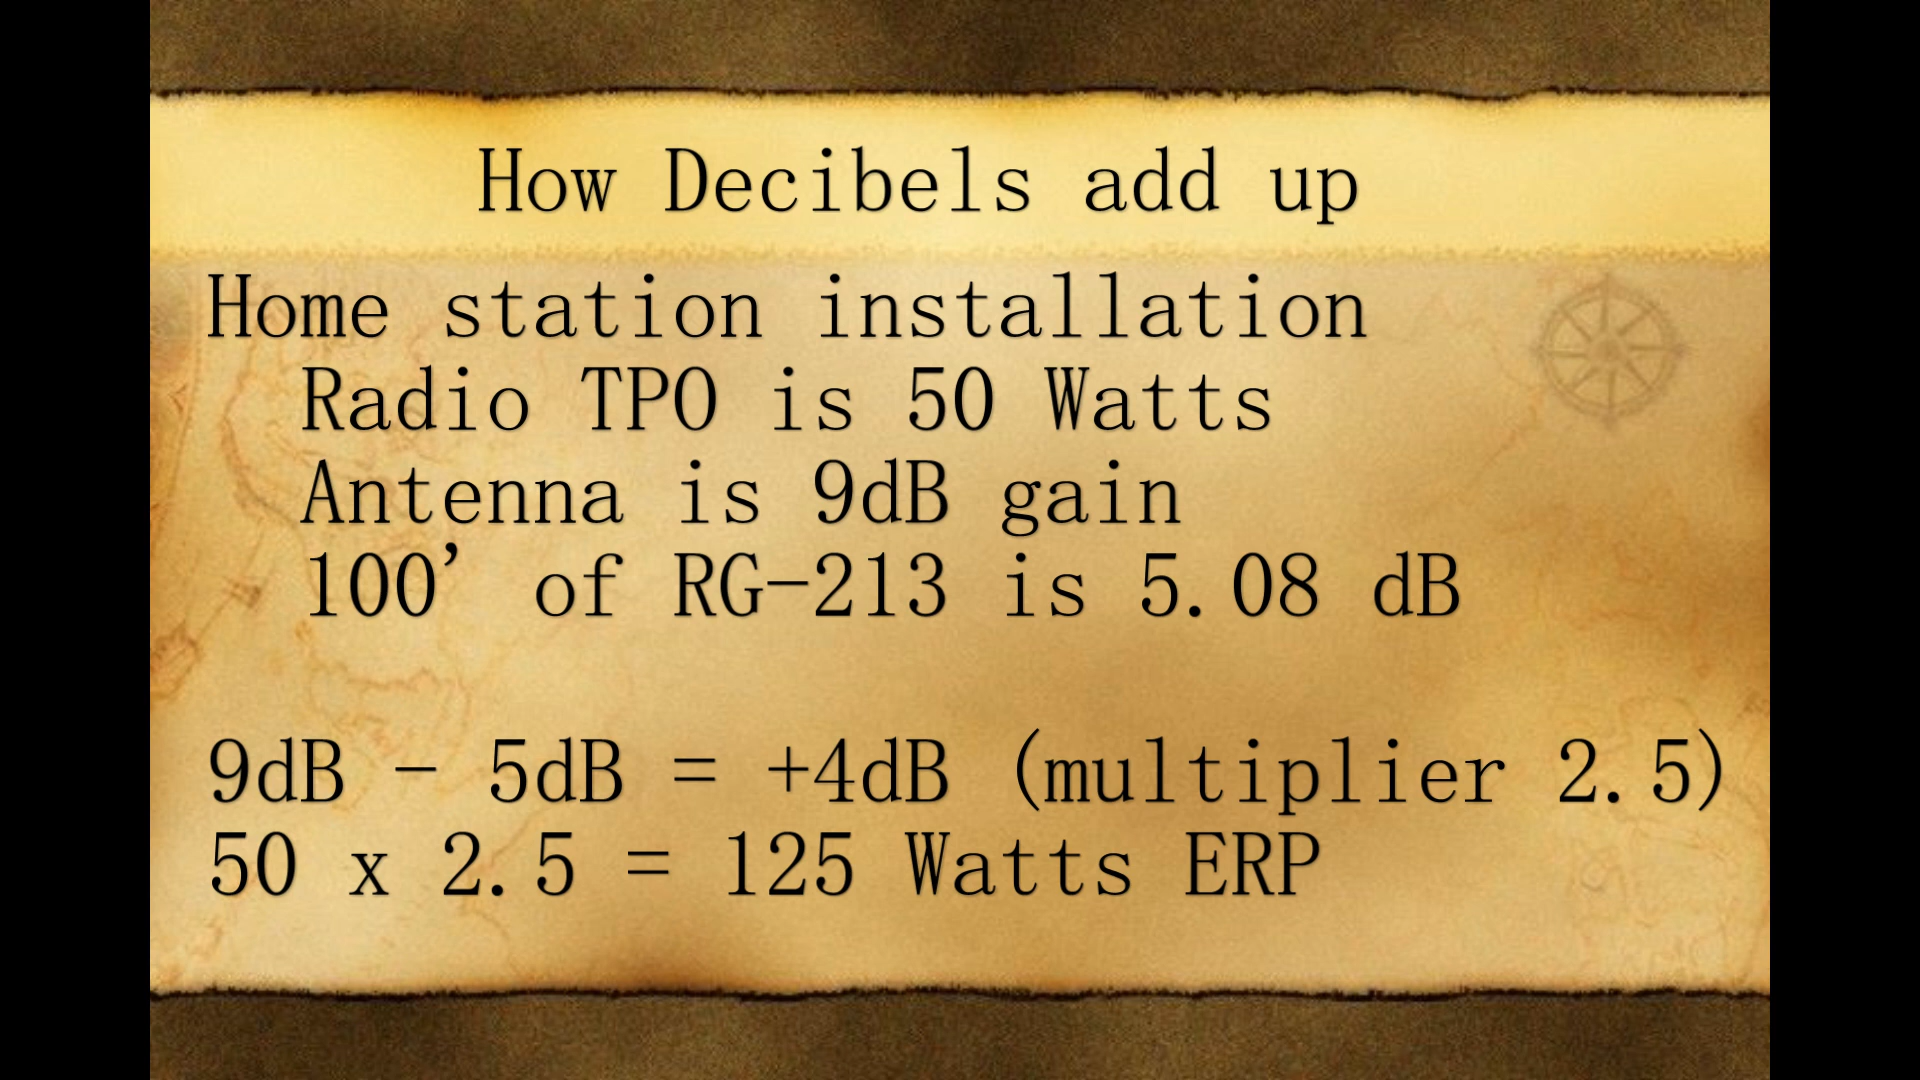 How Decibels add up
Home station installation
Radio TPO is 50 Watts
Antenna is 9dB gain
100’ of RG-213 is 5.08 dB
9dB - 5dB = +4dB (multiplier 2.5)
50 x 2.5 = 125 Watts ERP